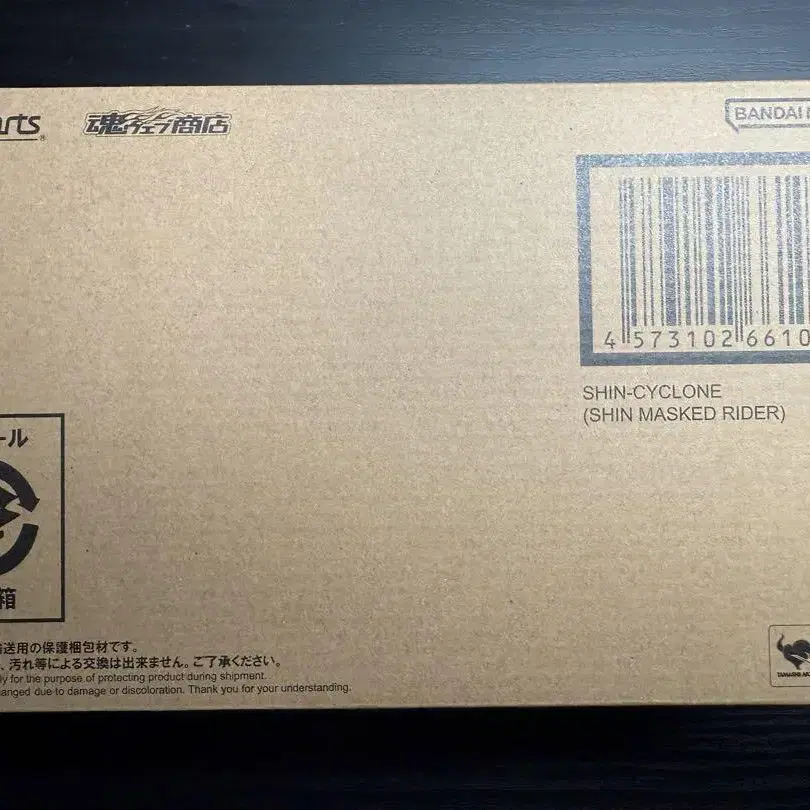 arts
魂ウェブ商店
BANDAI
4 573102 6610
SHIN-CYCLONE
(SHIN MASKED RIDER)
ール
箱
送用の保護梱包材です。
、汚れ等による交換は出来ません。ご了承ください。
ly for the purpose of protecting product during shipment.
anged due to damage or discoloration. Thank you for your understanding.
TAMASHII